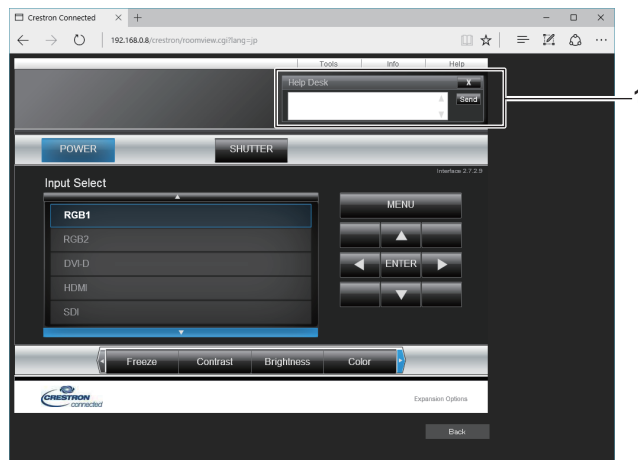 Crestron Connected
192.168.0.8/crestron/roomview.cgi?lang=jp
Tools Info Help
Help Desk X
Send
1
POWER SHUTTER
Interface 2.7.2.9
Input Select
RGB1
RGB2
DVI-D
HDMI
SDI
MENU
ENTER
Freeze Contrast Brightness Color
CRESTRON
connected
Expansion Options
Back